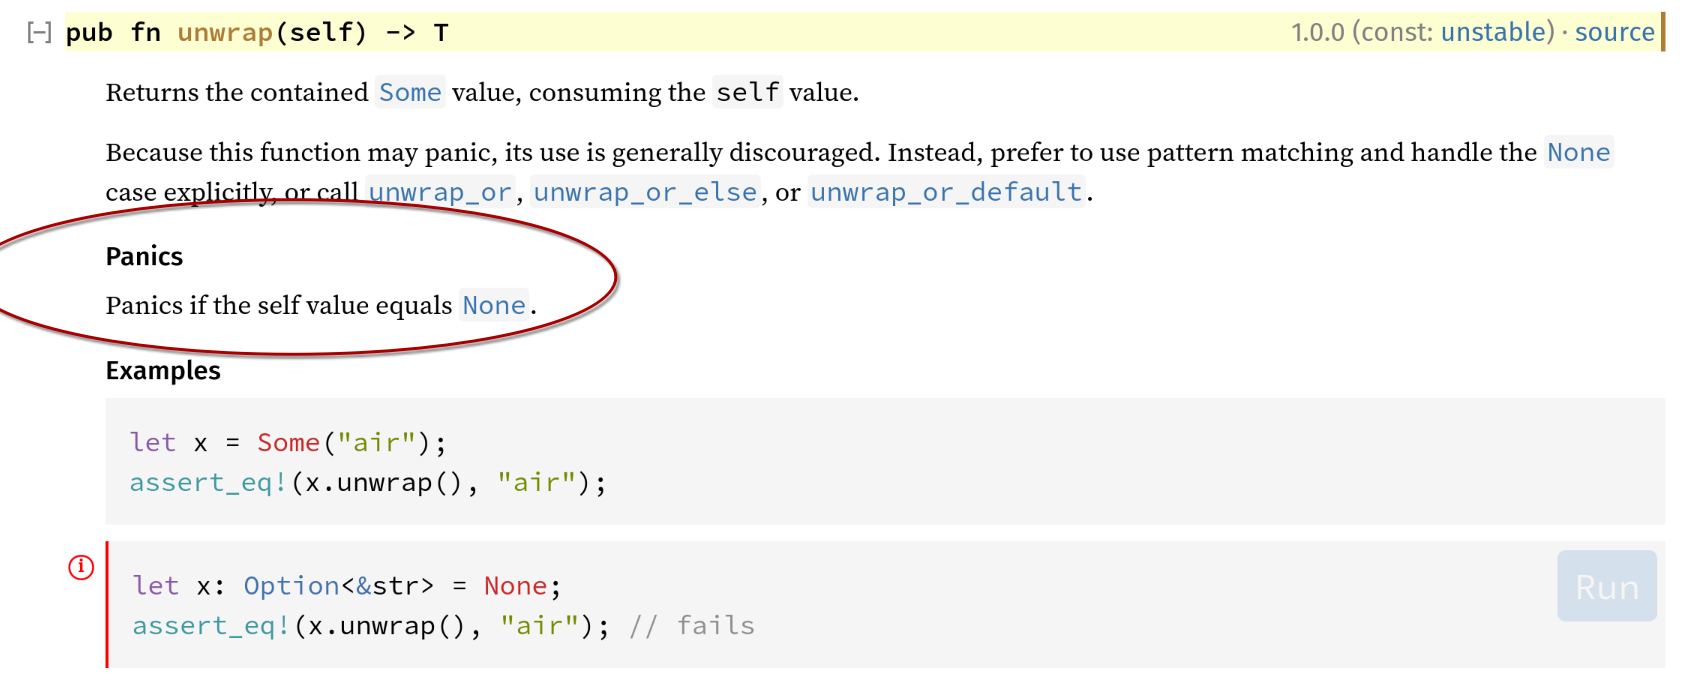 [−] pub fn unwrap(self) -> T 1.0.0 (const: unstable) · source
Returns the contained Some value, consuming the self value.
Because this function may panic, its use is generally discouraged. Instead, prefer to use pattern matching and handle the None
case explicitly, or call unwrap_or, unwrap_or_else, or unwrap_or_default.
Panics
Panics if the self value equals None.
Examples
let x = Some("air");
assert_eq!(x.unwrap(), "air");
ⓘ
Run
let x: Option<&str> = None;
assert_eq!(x.unwrap(), "air"); // fails